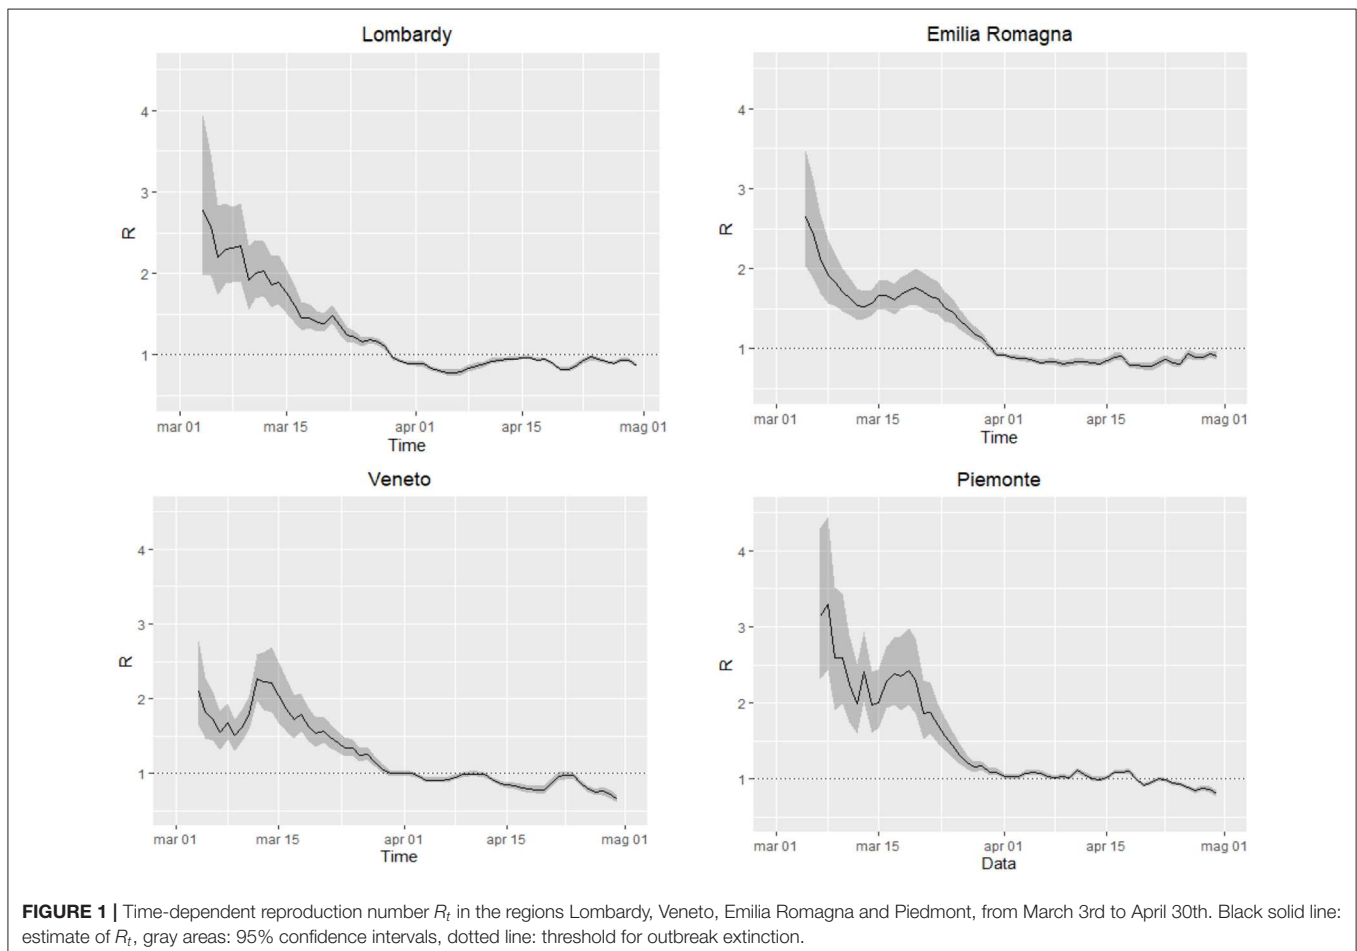 Lombardy
4
3
2
1
R
mar 01 mar 15 apr 01 apr 15 mag 01
Time
Emilia Romagna
4
3
2
1
R
mar 01 mar 15 apr 01 apr 15 mag 01
Time
Veneto
4
3
2
1
R
mar 01 mar 15 apr 01 apr 15 mag 01
Time
Piemonte
4
3
2
1
R
mar 01 mar 15 apr 01 apr 15 mag 01
Data
FIGURE 1 | Time-dependent reproduction number Rt in the regions Lombardy, Veneto, Emilia Romagna and Piedmont, from March 3rd to April 30th. Black solid line:
estimate of Rt, gray areas: 95% confidence intervals, dotted line: threshold for outbreak extinction.